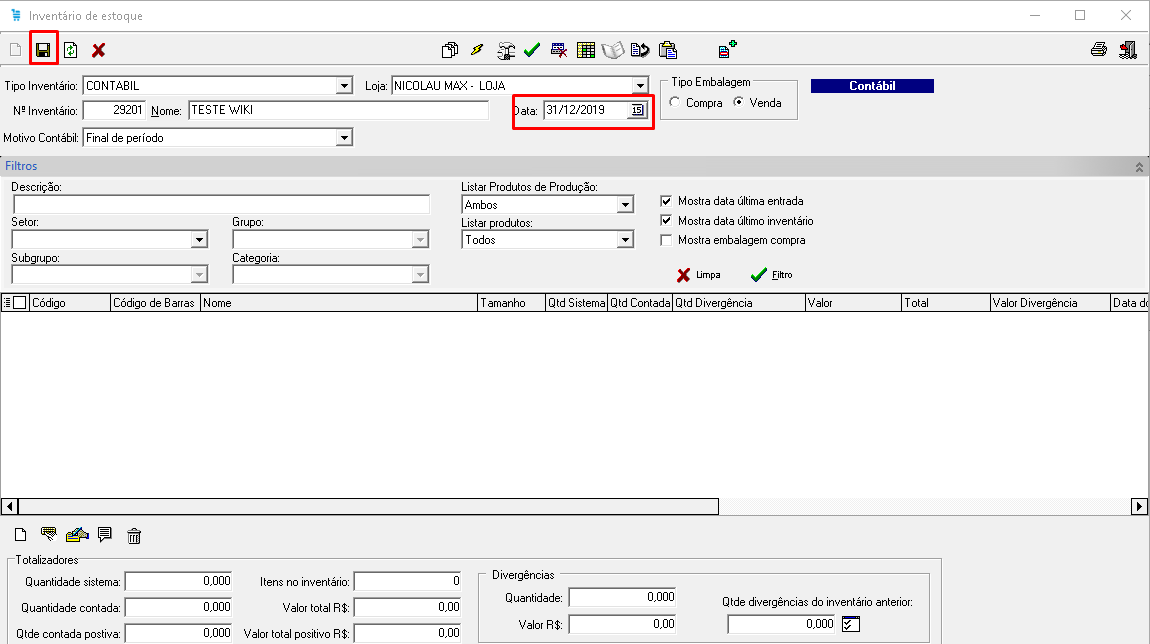 Inventário de estoque
Tipo Inventário: CONTABIL Loja: NICOLAU MAX - LOJA Tipo Embalagem Contábil
Nº Inventário: 29201 Nome: TESTE WIKI Data: 31/12/2019 15 Compra Venda
Motivo Contábil: Final de período
Filtros
Descrição: Listar Produtos de Produção:
Ambos Mostra data última entrada
Setor: Grupo: Listar produtos: Mostra data último inventário
Todos Mostra embalagem compra
Subgrupo: Categoria:
Limpa Filtro
Código Código de Barras Nome Tamanho Qtd Sistema Qtd Contada Qtd Divergência Valor Total Valor Divergência Data do
Totalizadores
Quantidade sistema: 0,000 Itens no inventário: 0 Divergências
Quantidade contada: 0,000 Valor total R$: 0,00 Quantidade: 0,000 Qtde divergências do inventário anterior:
Qtde contada postiva: 0,000 Valor total positivo R$: 0,00 Valor R$: 0,00 0,000